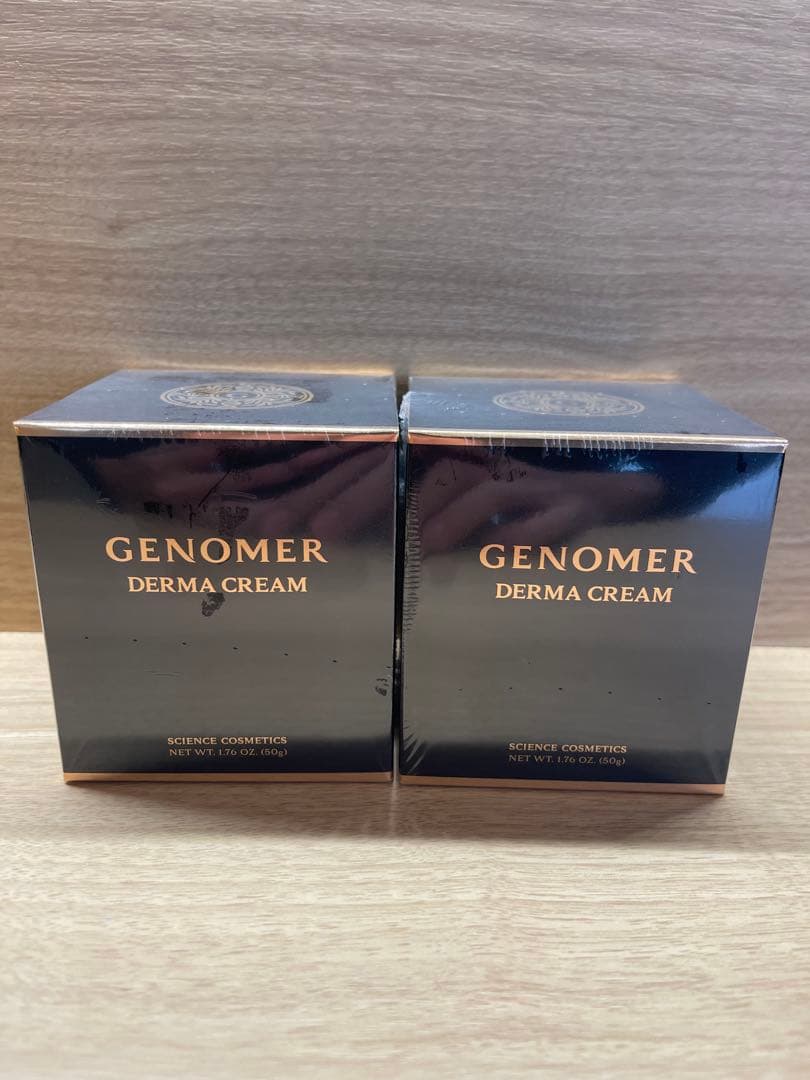 GENOMER
DERMA CREAM
SCIENCE COSMETICS
NET WT. 1.76 OZ. (50g)
GENOMER
DERMA CREAM
SCIENCE COSMETICS
NET WT. 1.76 OZ. (50g)